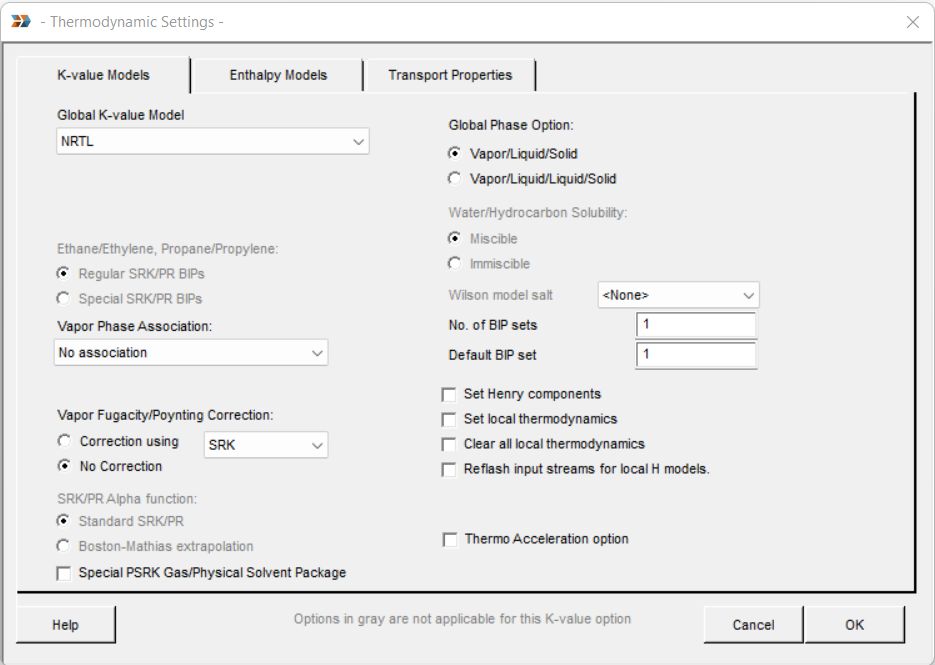 - Thermodynamic Settings -
K-value Models
Enthalpy Models
Transport Properties
Global K-value Model
NRTL
Ethane/Ethylene, Propane/Propylene:
Regular SRK/PR BIPs
Special SRK/PR BIPs
Vapor Phase Association:
No association
Vapor Fugacity/Poynting Correction:
Correction using
SRK
No Correction
SRK/PR Alpha function:
Standard SRK/PR
Boston-Mathias extrapolation
Special PSRK Gas/Physical Solvent Package
Global Phase Option:
Vapor/Liquid/Solid
Vapor/Liquid/Liquid/Solid
Water/Hydrocarbon Solubility:
Miscible
Immiscible
Wilson model salt
<None>
No. of BIP sets
1
Default BIP set
1
Set Henry components
Set local thermodynamics
Clear all local thermodynamics
Reflash input streams for local H models.
Thermo Acceleration option
Help
Options in gray are not applicable for this K-value option
Cancel
OK